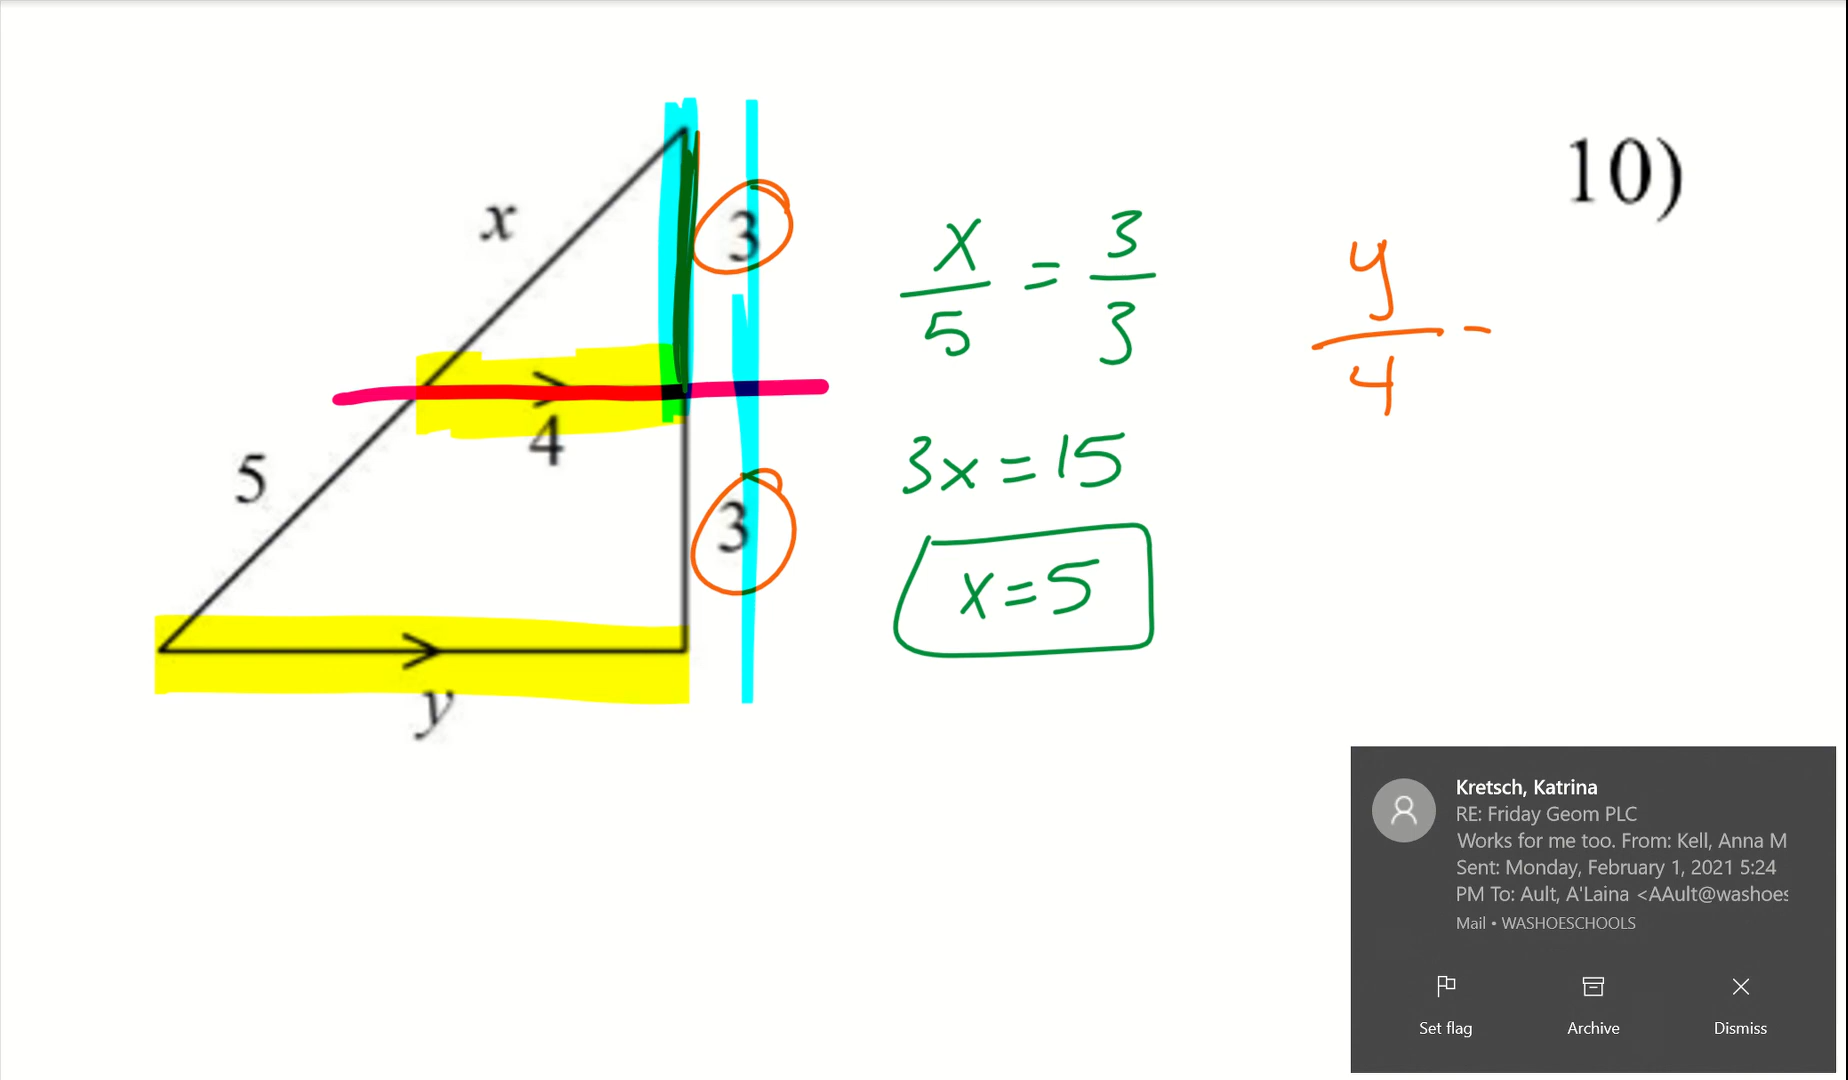 x
3
4
5
3
y
x/5 = 3/3
3x = 15
x = 5
10)
y/4 =
Kretsch, Katrina
RE: Friday Geom PLC
Works for me too. From: Kell, Anna M
Sent: Monday, February 1, 2021 5:24
PM To: Ault, A'Laina <AAult@washoes
Mail • WASHOESCHOOLS
Set flag
Archive
Dismiss